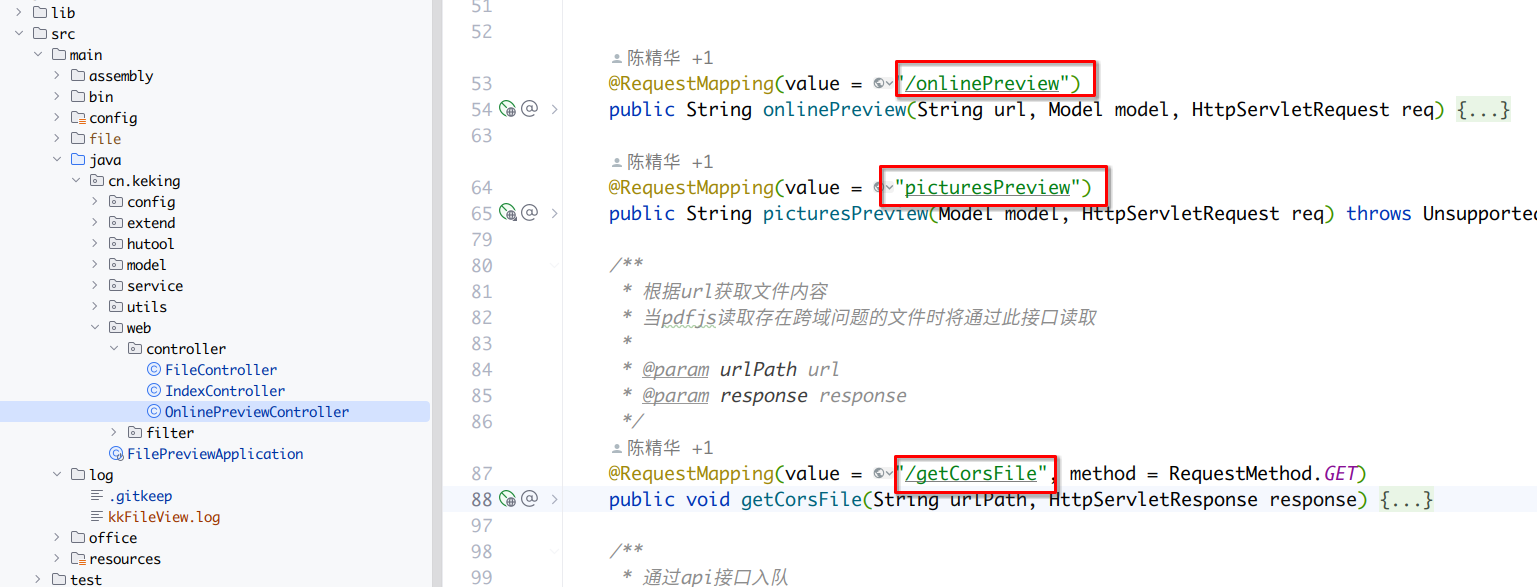 lib
src
main
assembly
bin
config
file
java
cn.keking
config
extend
hutool
model
service
utils
web
controller
FileController
IndexController
OnlinePreviewController
filter
FilePreviewApplication
log
.gitkeep
kkFileView.log
office
resources
test
51
52
陈精华 +1
53 @RequestMapping(value = "/onlinePreview")
54 public String onlinePreview(String url, Model model, HttpServletRequest req) {...}
63
陈精华 +1
64 @RequestMapping(value = "picturesPreview")
65 public String picturesPreview(Model model, HttpServletRequest req) throws Unsupported
79
80 /**
81 * 根据url获取文件内容
82 * 当pdfjs读取存在跨域问题的文件时将通过此接口读取
83 *
84 * @param urlPath url
85 * @param response response
86 */
陈精华 +1
87 @RequestMapping(value = "/getCorsFile", method = RequestMethod.GET)
88 public void getCorsFile(String urlPath, HttpServletResponse response) {...}
97
98 /**
99 * 通过api接口入队